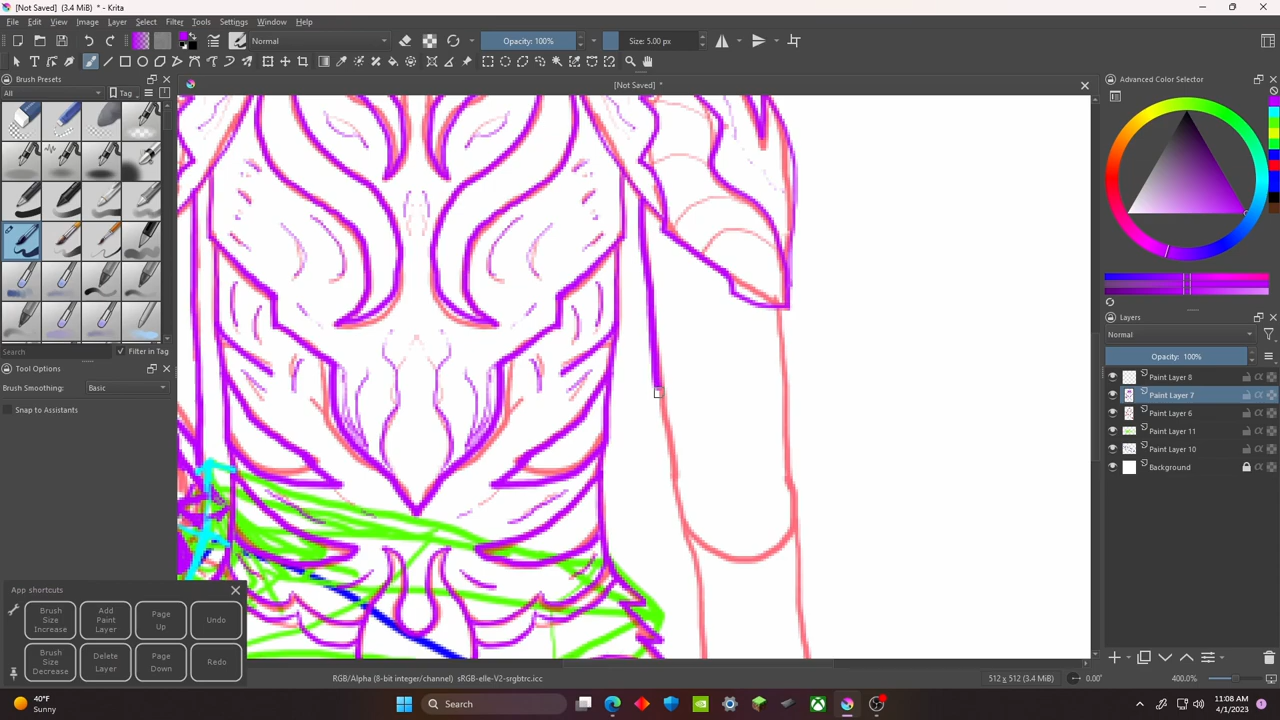 [Not Saved]  (3.4 MiB)  * - Krita
File Edit View Image Layer Select Filter Tools Settings Window Help
Normal Opacity: 100% Size: 5.00 px
Brush Presets
All Tag
[Not Saved] *
Advanced Color Selector
Search Filter in Tag
Tool Options
Brush Smoothing: Basic
Snap to Assistants
Layers
Normal
Opacity:  100%
Paint Layer 8
Paint Layer 7
Paint Layer 6
Paint Layer 11
Paint Layer 10
Background
App shortcuts
Brush Size Increase
Add Paint Layer
Page Up
Undo
Brush Size Decrease
Delete Layer
Page Down
Redo
RGB/Alpha (8-bit integer/channel)  sRGB-elle-V2-srgbtrc.icc
512 x 512 (3.4 MiB)
0.00°
400.0%
40°F
Sunny
Search
11:08 AM
4/1/2023